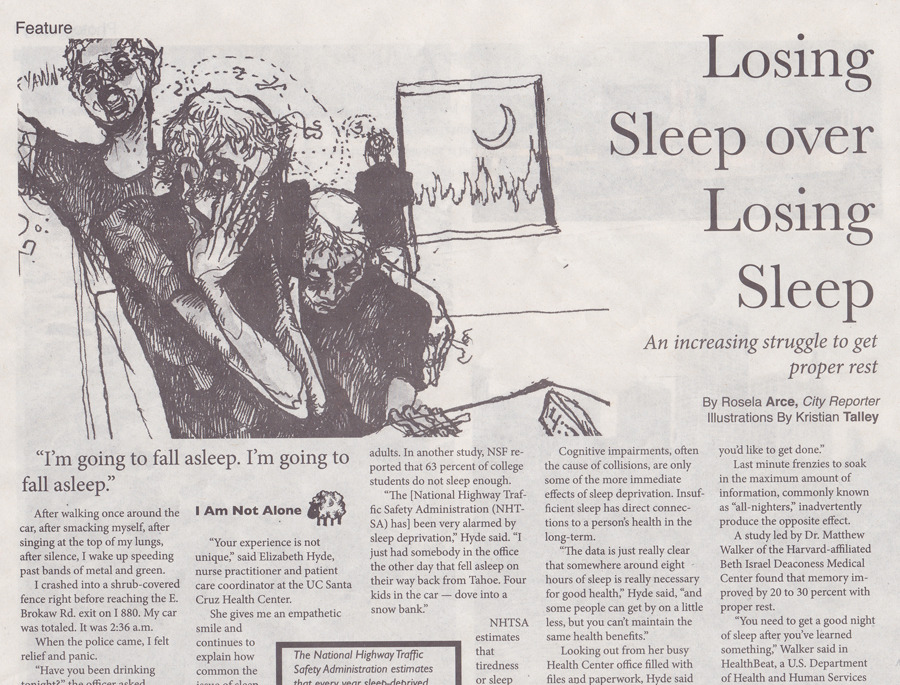 Feature
YAWN
Losing
Sleep over
Losing
Sleep
An increasing struggle to get
proper rest
By Rosela Arce, City Reporter
Illustrations By Kristian Talley
“I’m going to fall asleep. I’m going to
fall asleep.”
After walking once around the
car, after smacking myself, after
singing at the top of my lungs,
after silence, I wake up speeding
past bands of metal and green.
I crashed into a shrub-covered
fence right before reaching the E.
Brokaw Rd. exit on I 880. My car
was totaled. It was 2:36 a.m.
When the police came, I felt
relief and panic.
“Have you been drinking
tonight?” the officer asked
I Am Not Alone
“Your experience is not
unique,” said Elizabeth Hyde,
nurse practitioner and patient
care coordinator at the UC Santa
Cruz Health Center.
She gives me an empathetic
smile and
continues to
explain how
common the
issue of sleep
The National Highway Traffic
Safety Administration estimates
that every year sleep-deprived
adults. In another study, NSF re-
ported that 63 percent of college
students do not sleep enough.
“The [National Highway Traf-
fic Safety Administration (NHT-
SA) has] been very alarmed by
sleep deprivation,” Hyde said. “I
just had somebody in the office
the other day that fell asleep on
their way back from Tahoe. Four
kids in the car — dove into a
snow bank.”
NHTSA
estimates
that
tiredness
or sleep
Cognitive impairments, often
the cause of collisions, are only
some of the more immediate
effects of sleep deprivation. Insuf-
ficient sleep has direct connec-
tions to a person’s health in the
long-term.
“The data is just really clear
that somewhere around eight
hours of sleep is really necessary
for good health,” Hyde said, “and
some people can get by on a little
less, but you can’t maintain the
same health benefits.”
Looking out from her busy
Health Center office filled with
files and paperwork, Hyde said
you’d like to get done.”
Last minute frenzies to soak
in the maximum amount of
information, commonly known
as “all-nighters,” inadvertently
produce the opposite effect.
A study led by Dr. Matthew
Walker of the Harvard-affiliated
Beth Israel Deaconess Medical
Center found that memory im-
proved by 20 to 30 percent with
proper rest.
“You need to get a good night
of sleep after you’ve learned
something,” Walker said in
HealthBeat, a U.S. Department
of Health and Human Services